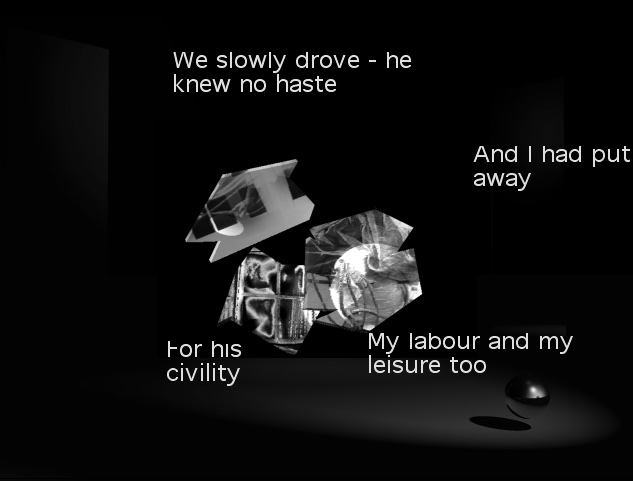 We slowly drove - he
knew no haste
And I had put
away
My labour and my
leisure too
For his
civility